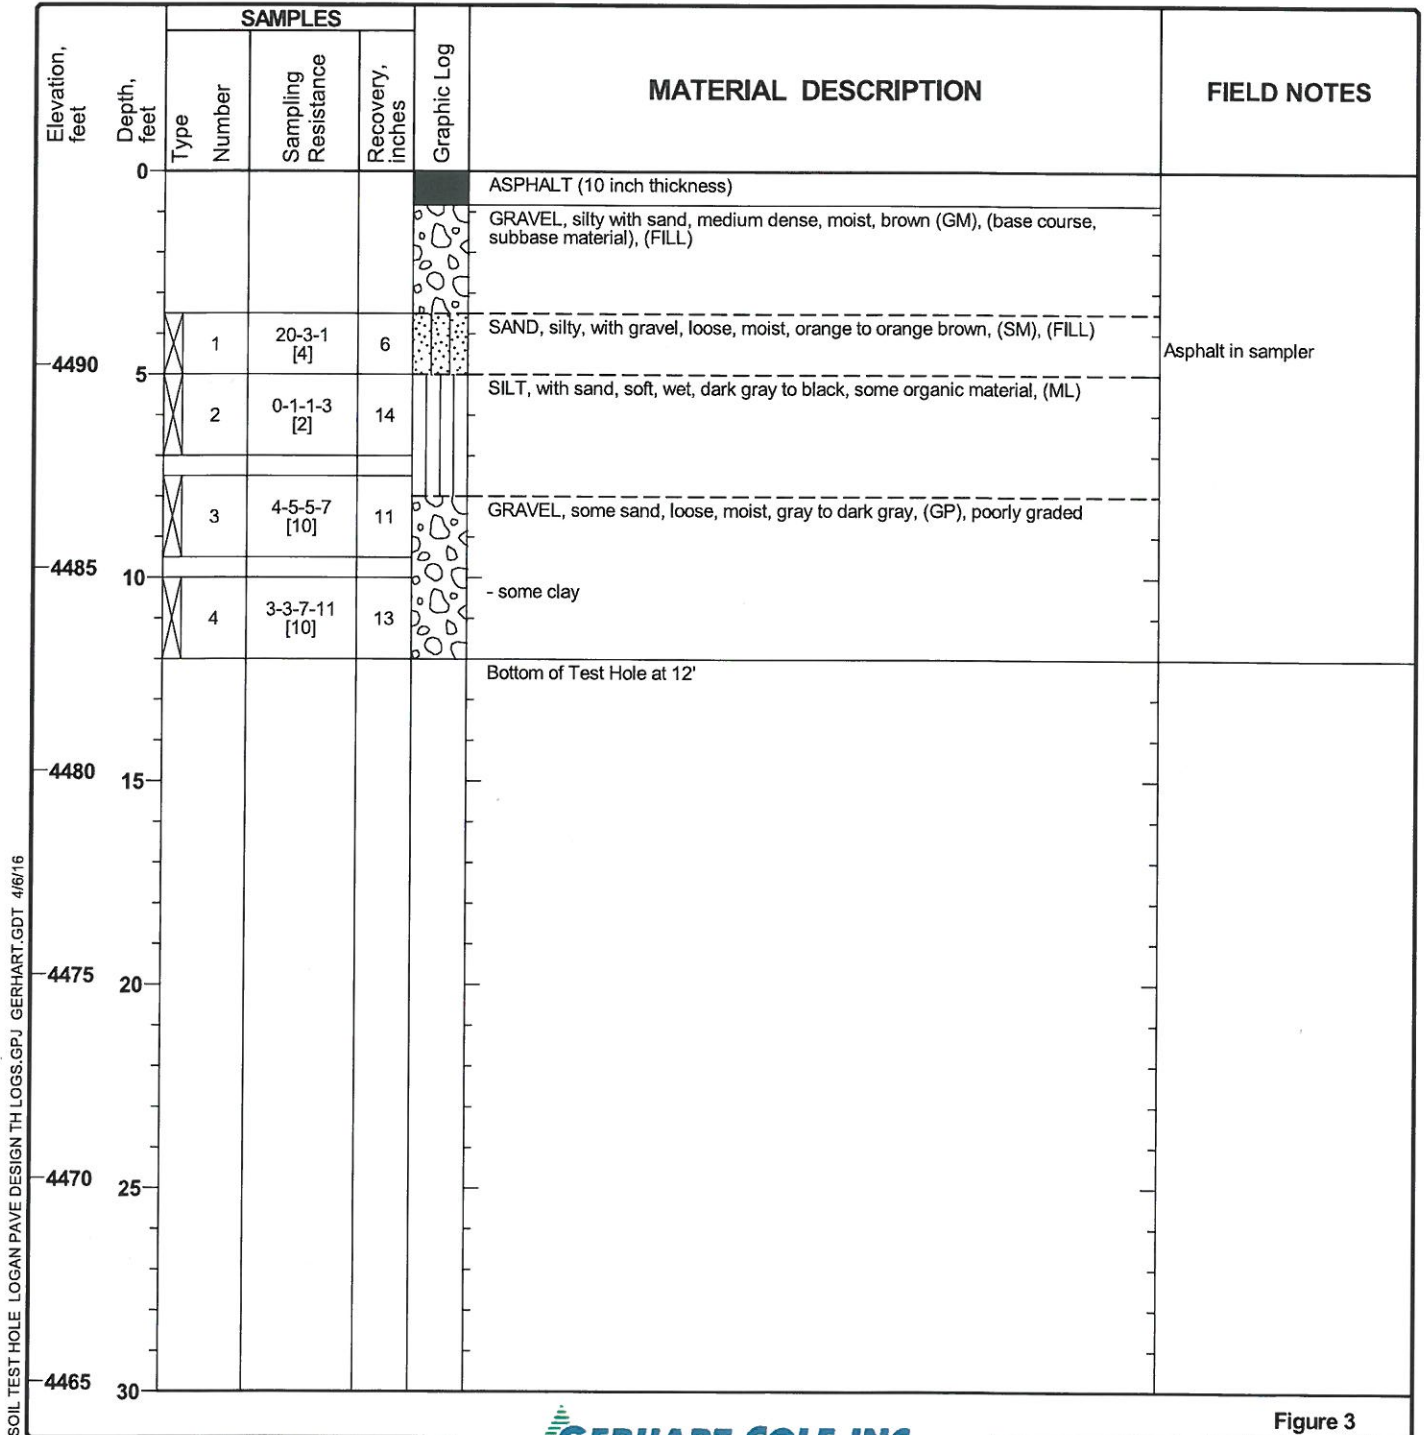 SAMPLES
Elevation,
feet
Depth,
feet
Type
Number
Sampling
Resistance
Recovery,
inches
Graphic Log
MATERIAL DESCRIPTION
FIELD NOTES
0
ASPHALT (10 inch thickness)
GRAVEL, silty with sand, medium dense, moist, brown (GM), (base course,
subbase material), (FILL)
1
20-3-1
[4]
6
SAND, silty, with gravel, loose, moist, orange to orange brown, (SM), (FILL)
Asphalt in sampler
4490
5
2
0-1-1-3
[2]
14
SILT, with sand, soft, wet, dark gray to black, some organic material, (ML)
3
4-5-5-7
[10]
11
GRAVEL, some sand, loose, moist, gray to dark gray, (GP), poorly graded
4485
10
- some clay
4
3-3-7-11
[10]
13
Bottom of Test Hole at 12'
4480
15
4475
20
4470
25
4465
30
SOIL TEST HOLE LOGAN PAVE DESIGN TH LOGS.GPJ GERHART.GDT 4/6/16
GERHART COLE INC
Figure 3